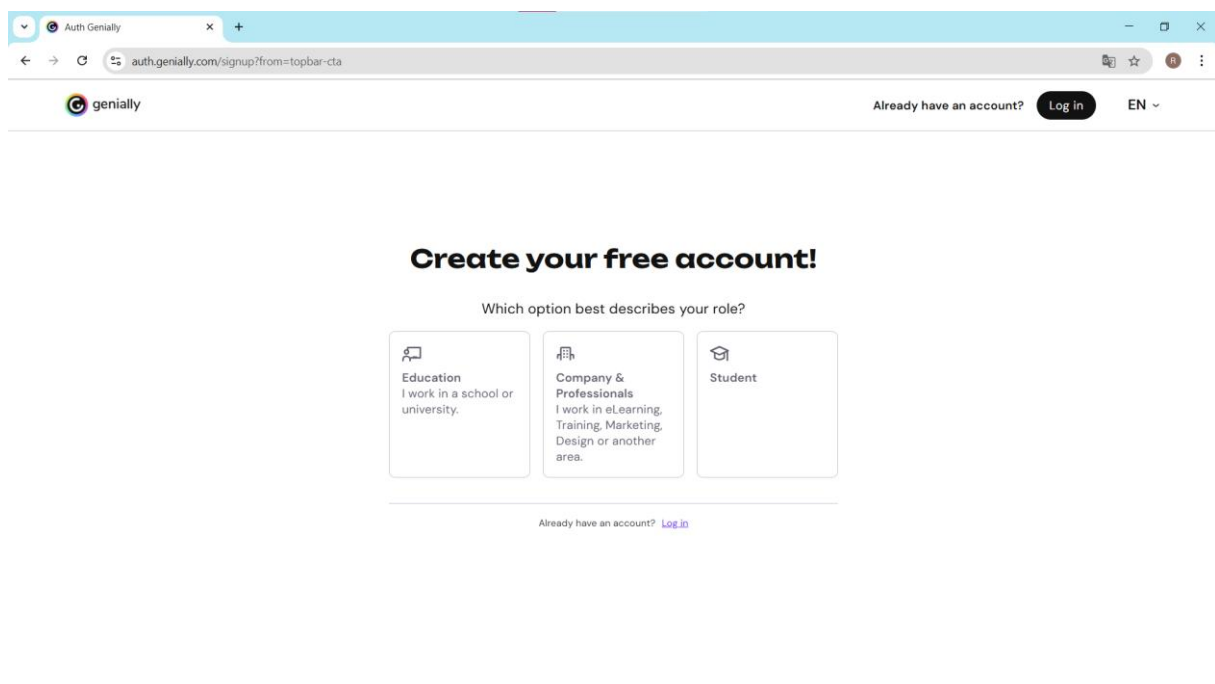 Auth Genially
auth.genially.com/signup?from=topbar-cta
R
genially
Already have an account?
Log in
EN
Create your free account!
Which option best describes your role?
Education
I work in a school or
university.
Company &
Professionals
I work in eLearning,
Training, Marketing,
Design or another
area.
Student
Already have an account? Log in